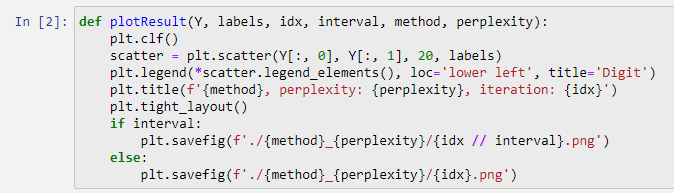 In [2]: def plotResult(Y, labels, idx, interval, method, perplexity):
    plt.clf()
    scatter = plt.scatter(Y[:, 0], Y[:, 1], 20, labels)
    plt.legend(*scatter.legend_elements(), loc='lower left', title='Digit')
    plt.title(f'{method}, perplexity: {perplexity}, iteration: {idx}')
    plt.tight_layout()
    if interval:
        plt.savefig(f'./{method}_{perplexity}/{idx // interval}.png')
    else:
        plt.savefig(f'./{method}_{perplexity}/{idx}.png')